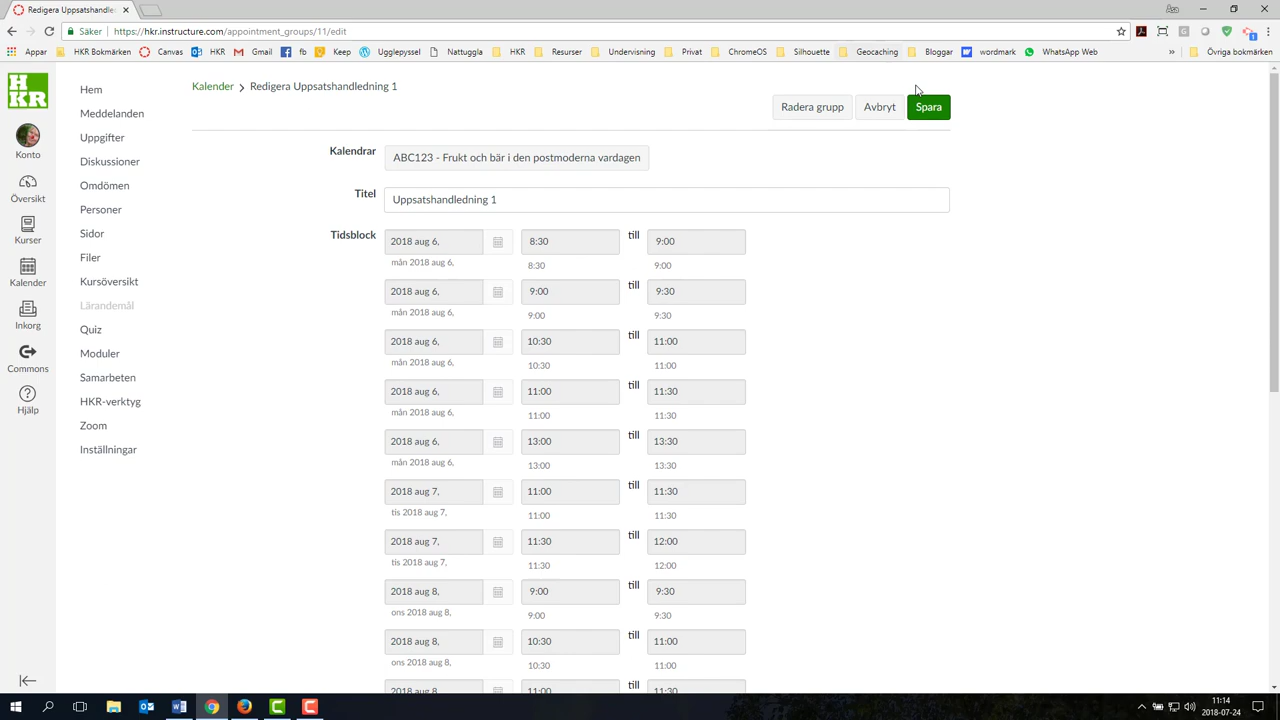 Redigera Uppsatshandle
Säker | https://hkr.instructure.com/appointment_groups/11/edit
Appar HKR Bokmärken Canvas HKR Gmail fb Keep Ugglepyssel Nattuggla HKR Resurser Undervisning Privat ChromeOS Silhouette Geocaching Bloggar wordmark WhatsApp Web » Övriga bokmärken
HKR
Konto
Översikt
Kurser
Kalender
Inkorg
Commons
Hjälp
Hem
Meddelanden
Uppgifter
Diskussioner
Omdömen
Personer
Sidor
Filer
Kursöversikt
Lärandemål
Quiz
Moduler
Samarbeten
HKR-verktyg
Zoom
Inställningar
Kalender > Redigera Uppsatshandledning 1
Radera grupp Avbryt Spara
Kalendrar ABC123 - Frukt och bär i den postmoderna vardagen
Titel Uppsatshandledning 1
Tidsblock 2018 aug 6, 8:30 till 9:00
mån 2018 aug 6, 8:30 9:00
2018 aug 6, 9:00 till 9:30
mån 2018 aug 6, 9:00 9:30
2018 aug 6, 10:30 till 11:00
mån 2018 aug 6, 10:30 11:00
2018 aug 6, 11:00 till 11:30
mån 2018 aug 6, 11:00 11:30
2018 aug 6, 13:00 till 13:30
mån 2018 aug 6, 13:00 13:30
2018 aug 7, 11:00 till 11:30
tis 2018 aug 7, 11:00 11:30
2018 aug 7, 11:30 till 12:00
tis 2018 aug 7, 11:30 12:00
2018 aug 8, 9:00 till 9:30
ons 2018 aug 8, 9:00 9:30
2018 aug 8, 10:30 till 11:00
ons 2018 aug 8, 10:30 11:00
2018 aug 8, 11:00 till 11:30
11:14
2018-07-24